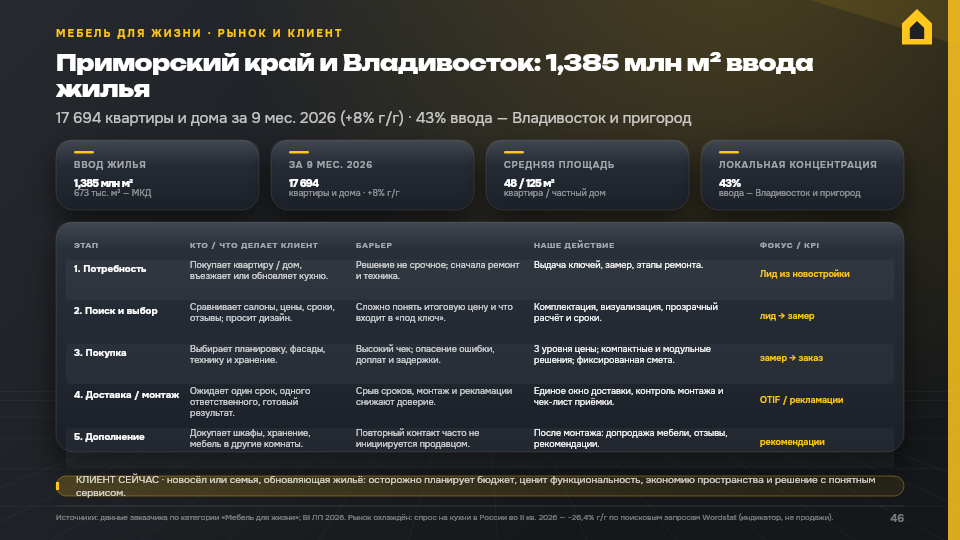 МЕБЕЛЬ ДЛЯ ЖИЗНИ · РЫНОК И КЛИЕНТ
Приморский край и Владивосток: 1,385 млн м² ввода
жилья
17 694 квартиры и дома за 9 мес. 2026 (+8% г/г) · 43% ввода — Владивосток и пригород
ВВОД ЖИЛЬЯ
1,385 млн м²
673 тыс. м² — МКД
ЗА 9 МЕС. 2026
17 694
квартиры и дома · +8% г/г
СРЕДНЯЯ ПЛОЩАДЬ
48 / 125 м²
квартира / частный дом
ЛОКАЛЬНАЯ КОНЦЕНТРАЦИЯ
43%
ввода — Владивосток и пригород
ЭТАП КТО / ЧТО ДЕЛАЕТ КЛИЕНТ БАРЬЕР НАШЕ ДЕЙСТВИЕ ФОКУС / KPI
1. Потребность
Покупает квартиру / дом,
въезжает или обновляет кухню.
Решение не срочное; сначала ремонт
и техника.
Выдача ключей, замер, этапы ремонта.
Лид из новостройки
2. Поиск и выбор
Сравнивает салоны, цены, сроки,
отзывы; просит дизайн.
Сложно понять итоговую цену и что
входит в «под ключ».
Комплектация, визуализация, прозрачный
расчёт и сроки.
лид → замер
3. Покупка
Выбирает планировку, фасады,
технику и хранение.
Высокий чек; опасение ошибки,
доплат и задержки.
3 уровня цены; компактные и модульные
решения; фиксированная смета.
замер → заказ
4. Доставка / монтаж
Ожидает один срок, одного
ответственного, готовый
результат.
Срыв сроков, монтаж и рекламации
снижают доверие.
Единое окно доставки, контроль монтажа и
чек-лист приёмки.
OTIF / рекламации
5. Дополнение
Докупает шкафы, хранение,
мебель в другие комнаты.
Повторный контакт часто не
инициируется продавцом.
После монтажа: допродажа мебели, отзывы,
рекомендации.
рекомендации
КЛИЕНТ СЕЙЧАС · новосёл или семья, обновляющая жильё: осторожно планирует бюджет, ценит функциональность, экономию пространства и решение с понятным
сервисом.
Источники: данные заказчика по категории «Мебель для жизни»; BI ЛП 2026. Рынок охлаждён: спрос на кухни в России во II кв. 2026 — −26,4% г/г по поисковым запросам Wordstat (индикатор, не продажи).
46